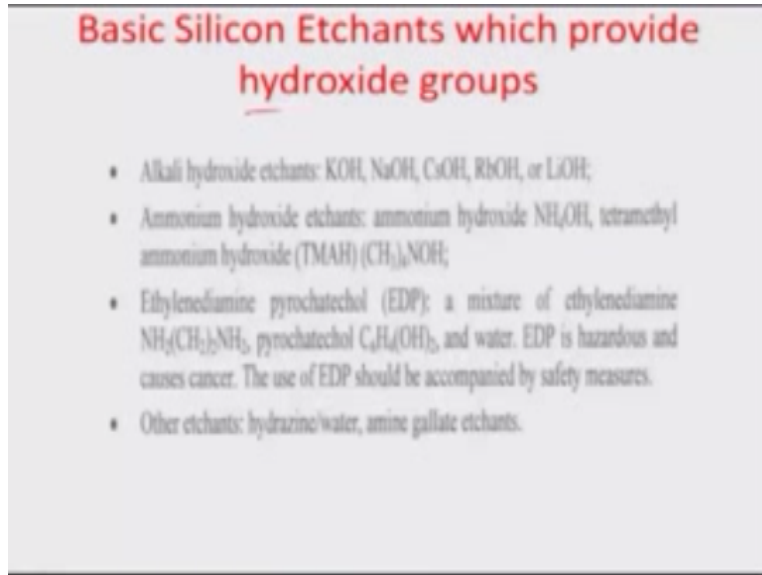 Basic Silicon Etchants which provide
hydroxide groups
• Alkali hydroxide etchants: KOH, NaOH, CsOH, RbOH, or LiOH;
• Ammonium hydroxide etchants: ammonium hydroxide NH₄OH, tetramethyl
ammonium hydroxide (TMAH) (CH₃)₄NOH;
• Ethylenediamine pyrochatechol (EDP): a mixture of ethylenediamine
NH₂(CH₂)₂NH₂, pyrochatechol C₆H₄(OH)₂, and water. EDP is hazardous and
causes cancer. The use of EDP should be accompanied by safety measures.
• Other etchants: hydrazine/water, amine gallate etchants.